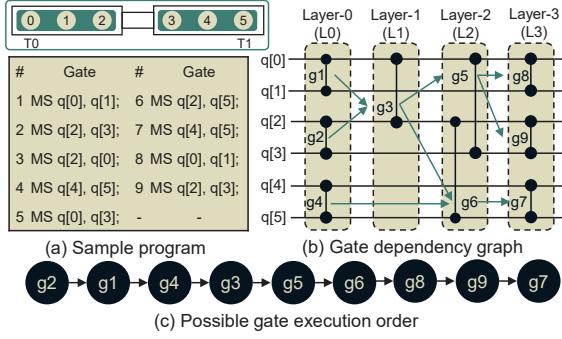 0 1 2 3 4 5
T0 T1
# Gate # Gate
1 MS q[0], q[1]; 6 MS q[2], q[5];
2 MS q[2], q[3]; 7 MS q[4], q[5];
3 MS q[2], q[0]; 8 MS q[0], q[1];
4 MS q[4], q[5]; 9 MS q[2], q[3];
5 MS q[0], q[3]; - -
(a) Sample program
Layer-0 Layer-1 Layer-2 Layer-3
(L0) (L1) (L2) (L3)
q[0]
g1 g5 g8
q[1]
g3
q[2]
g2 g9
q[3]
q[4]
g4 g6 g7
q[5]
(b) Gate dependency graph
g2 g1 g4 g3 g5 g6 g8 g9 g7
(c) Possible gate execution order